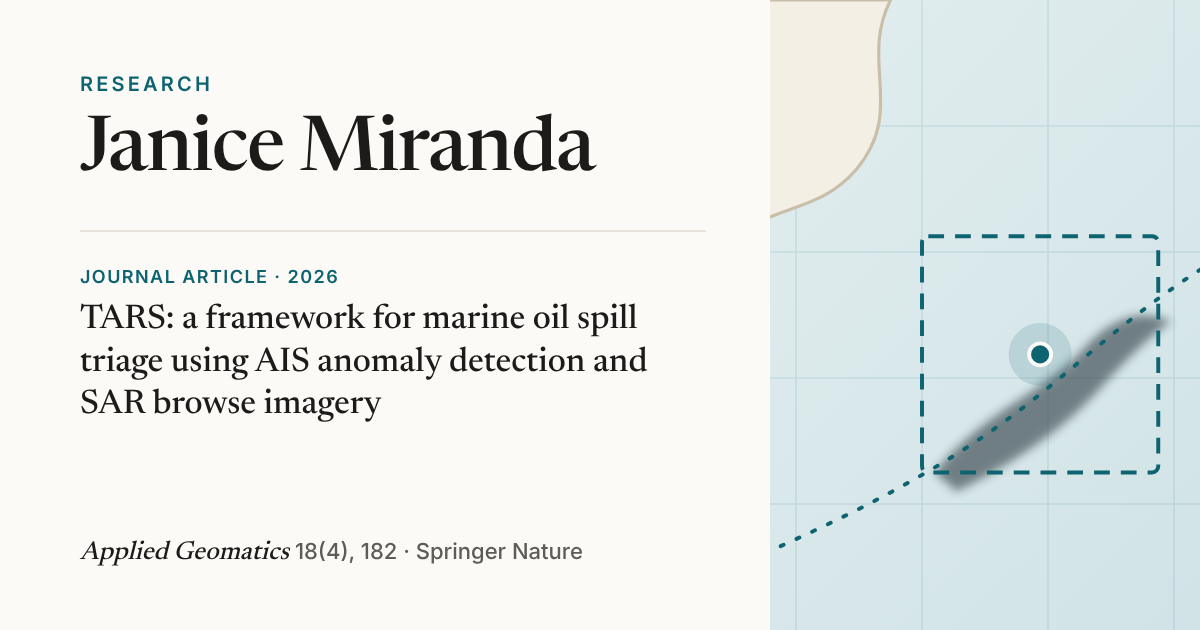 RESEARCH
Janice Miranda
JOURNAL ARTICLE · 2026
TARS: a framework for marine oil spill
triage using AIS anomaly detection and
SAR browse imagery
Applied Geomatics 18(4), 182 · Springer Nature